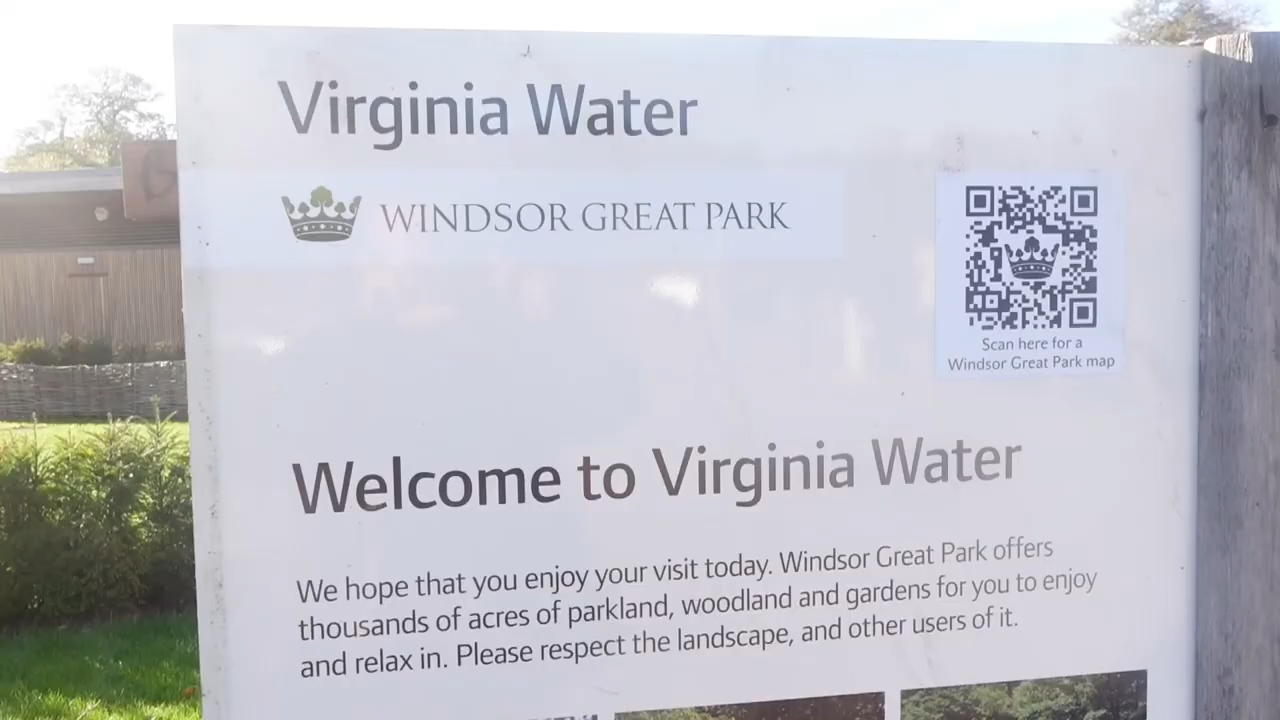 Virginia Water
WINDSOR GREAT PARK
Scan here for a
Windsor Great Park map
Welcome to Virginia Water
We hope that you enjoy your visit today. Windsor Great Park offers
thousands of acres of parkland, woodland and gardens for you to enjoy
and relax in. Please respect the landscape, and other users of it.